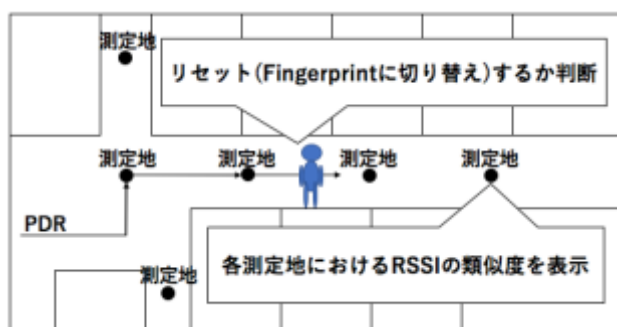 測定地
リセット(Fingerprintに切り替え)するか判断
測定地
測定地
測定地
測定地
PDR
各測定地におけるRSSIの類似度を表示
測定地